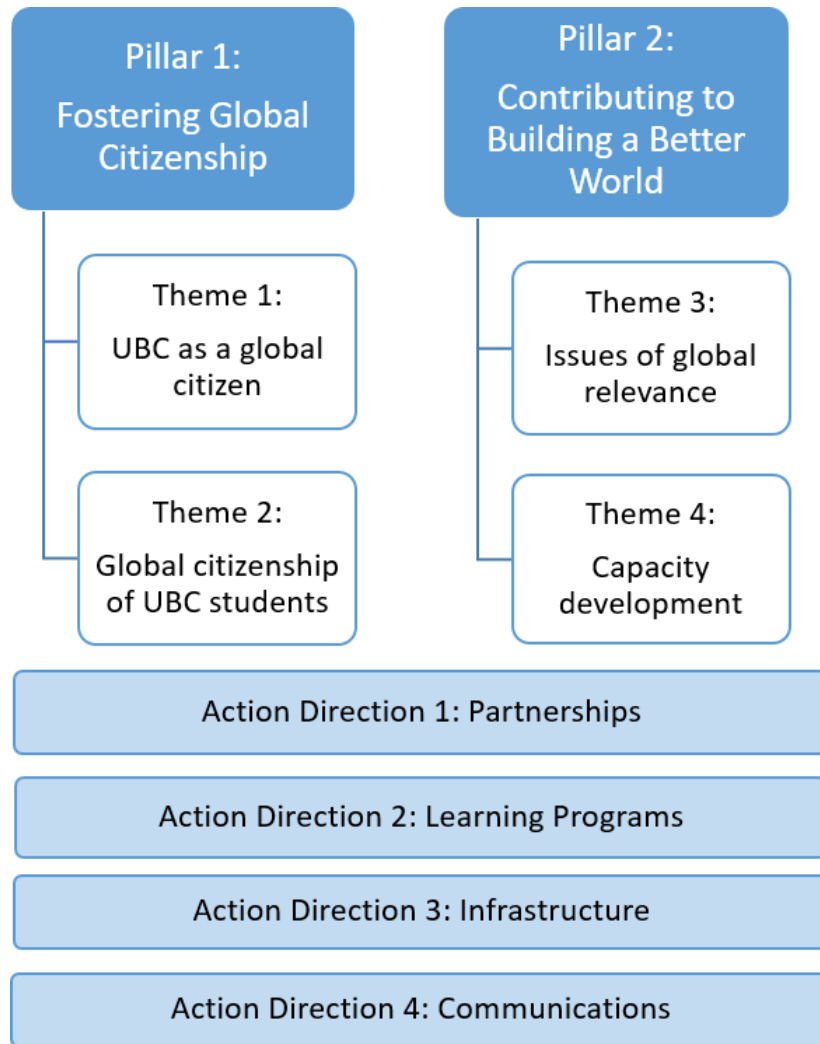 Pillar 1:
Fostering Global
Citizenship
Theme 1:
UBC as a global
citizen
Theme 2:
Global citizenship
of UBC students
Pillar 2:
Contributing to
Building a Better
World
Theme 3:
Issues of global
relevance
Theme 4:
Capacity
development
Action Direction 1: Partnerships
Action Direction 2: Learning Programs
Action Direction 3: Infrastructure
Action Direction 4: Communications